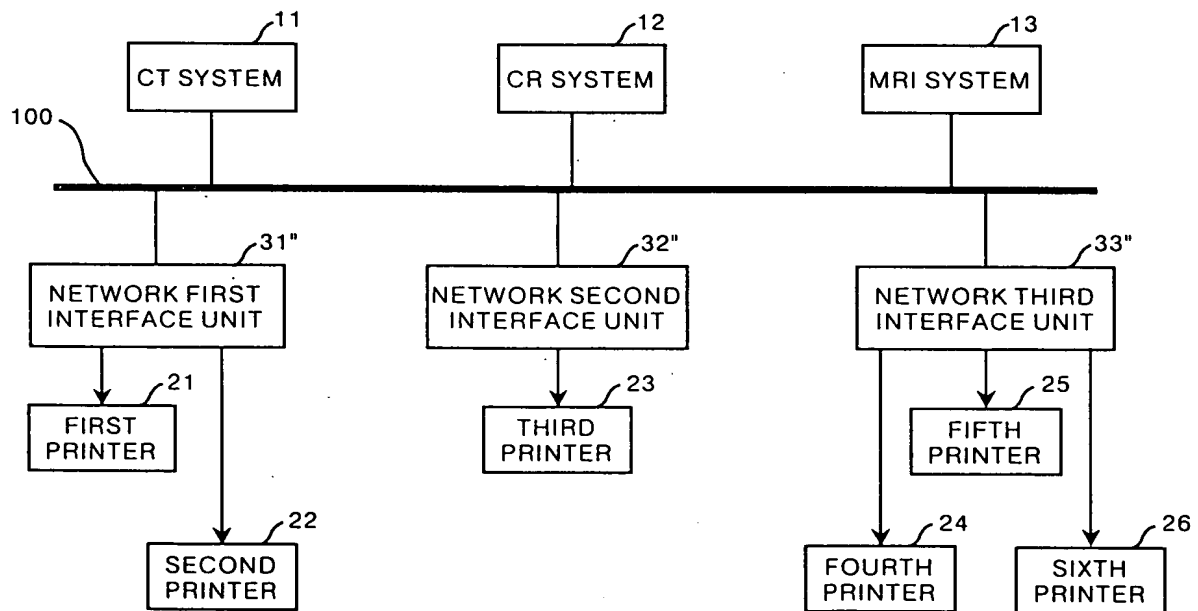 11
12
13
CT SYSTEM
CR SYSTEM
MRI SYSTEM
100
31"
32"
33"
NETWORK FIRST
INTERFACE UNIT
NETWORK SECOND
INTERFACE UNIT
NETWORK THIRD
INTERFACE UNIT
21
23
25
FIRST
PRINTER
THIRD
PRINTER
FIFTH
PRINTER
22
24
26
SECOND
PRINTER
FOURTH
PRINTER
SIXTH
PRINTER